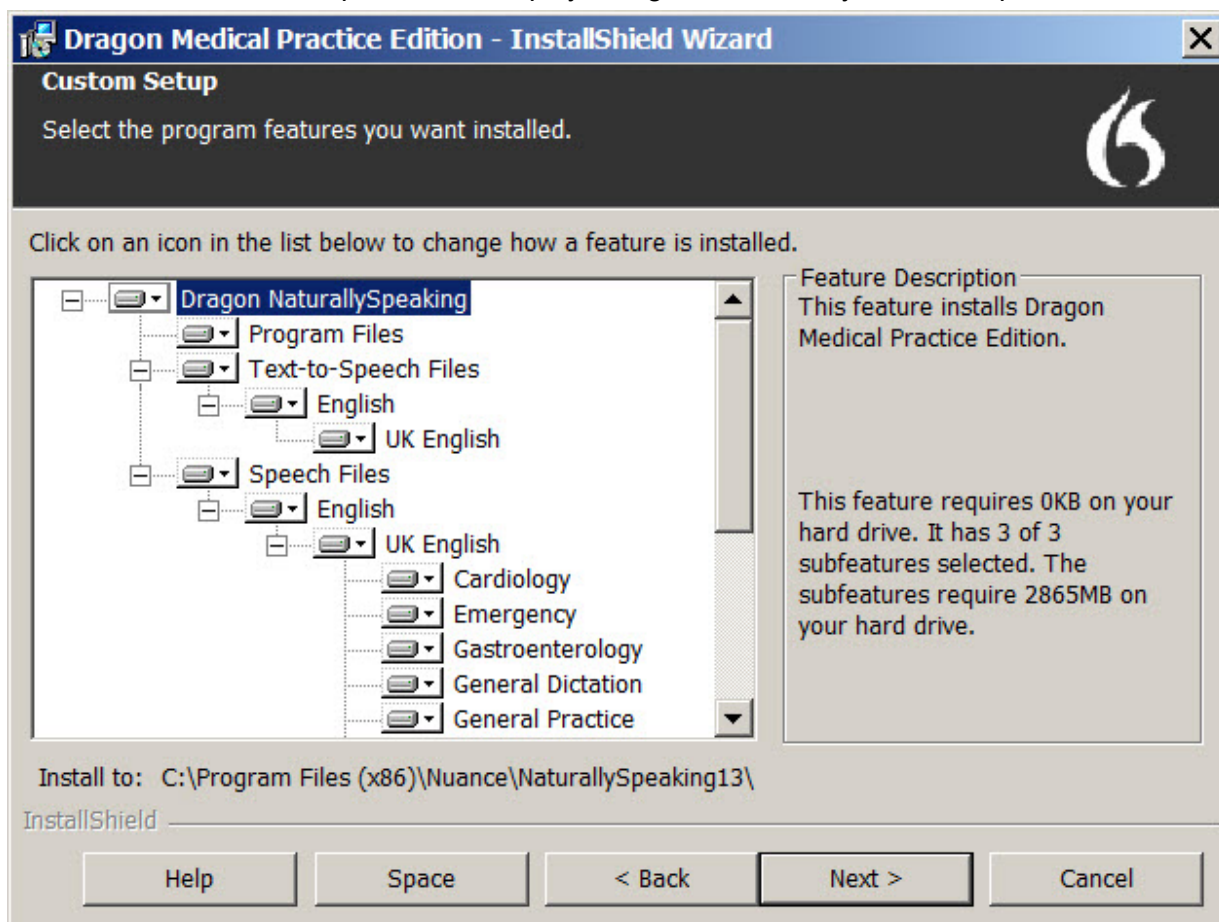 Dragon Medical Practice Edition - InstallShield Wizard
Custom Setup
Select the program features you want installed.
Click on an icon in the list below to change how a feature is installed.
Dragon NaturallySpeaking
Program Files
Text-to-Speech Files
English
UK English
Speech Files
English
UK English
Cardiology
Emergency
Gastroenterology
General Dictation
General Practice
Feature Description
This feature installs Dragon
Medical Practice Edition.
This feature requires 0KB on your
hard drive. It has 3 of 3
subfeatures selected. The
subfeatures require 2865MB on
your hard drive.
Install to: C:\Program Files (x86)\Nuance\NaturallySpeaking13\
InstallShield
Help
Space
< Back
Next >
Cancel